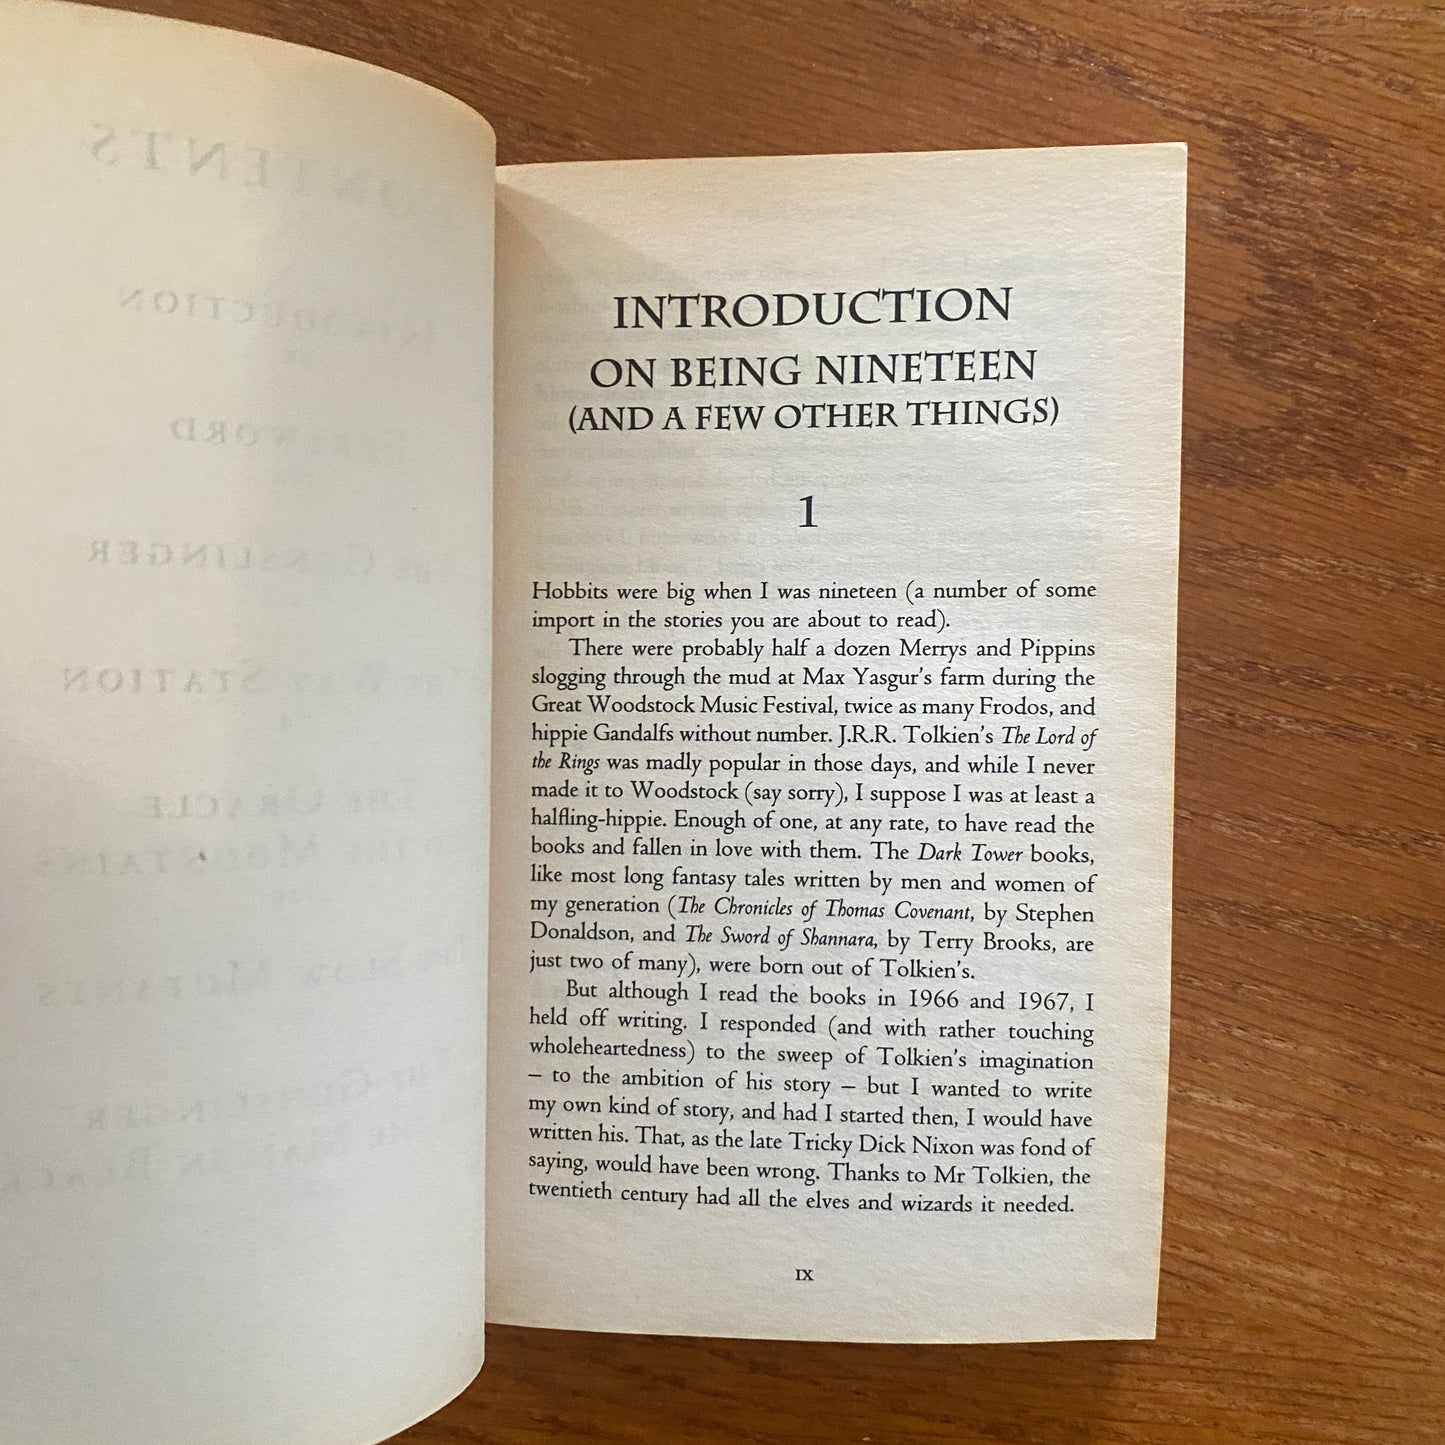 INTRODUCTION
ON BEING NINETEEN
(AND A FEW OTHER THINGS)
1
Hobbits were big when I was nineteen (a number of some
import in the stories you are about to read).
There were probably half a dozen Merrys and Pippins
slogging through the mud at Max Yasgur's farm during the
Great Woodstock Music Festival, twice as many Frodos, and
hippie Gandalfs without number. J.R.R. Tolkien's The Lord of
the Rings was madly popular in those days, and while I never
made it to Woodstock (say sorry), I suppose I was at least a
halfling-hippie. Enough of one, at any rate, to have read the
books and fallen in love with them. The Dark Tower books,
like most long fantasy tales written by men and women of
my generation (The Chronicles of Thomas Covenant, by Stephen
Donaldson, and The Sword of Shannara, by Terry Brooks, are
just two of many), were born out of Tolkien's.
But although I read the books in 1966 and 1967, I
held off writing. I responded (and with rather touching
wholeheartedness) to the sweep of Tolkien's imagination
– to the ambition of his story – but I wanted to write
my own kind of story, and had I started then, I would have
written his. That, as the late Tricky Dick Nixon was fond of
saying, would have been wrong. Thanks to Mr Tolkien, the
twentieth century had all the elves and wizards it needed.
IX